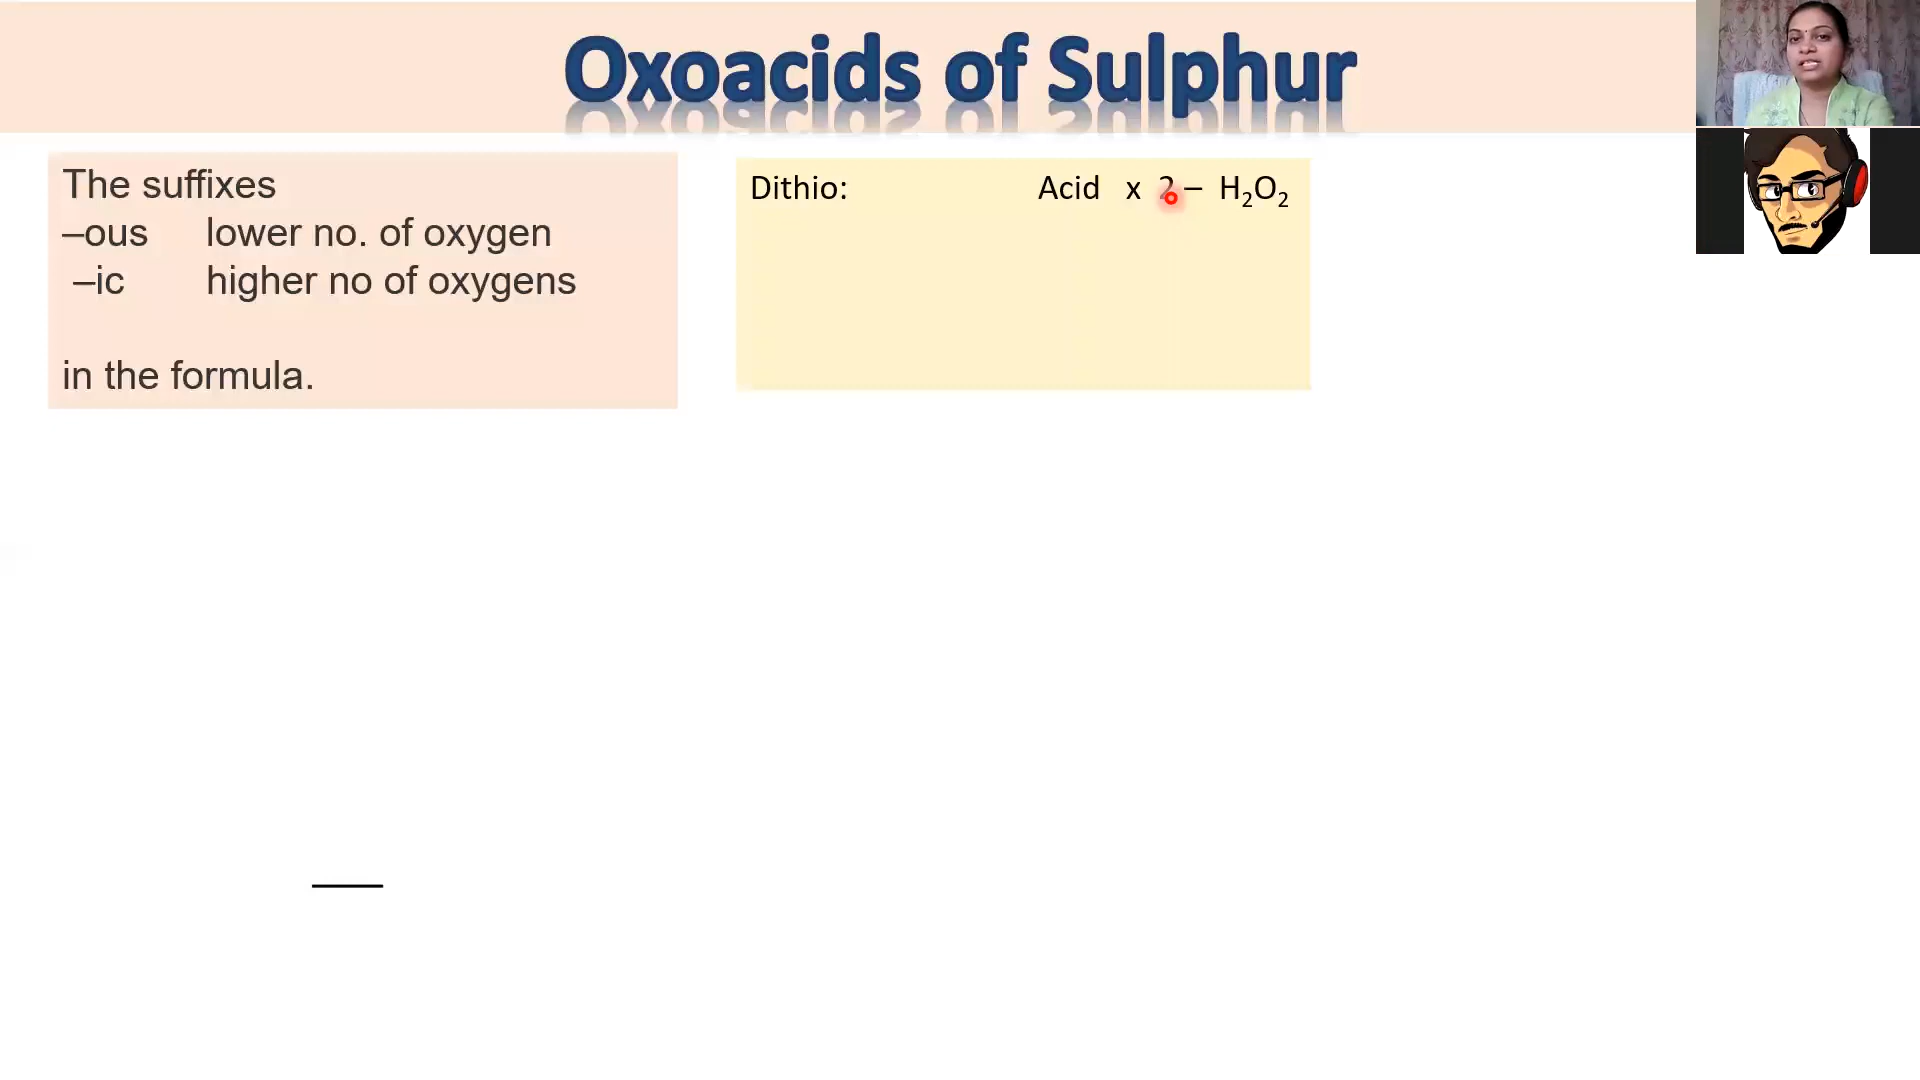 Oxoacids of Sulphur
The suffixes
–ous lower no. of oxygen
–ic higher no of oxygens
in the formula.
Dithio: Acid x 2 – H₂O₂